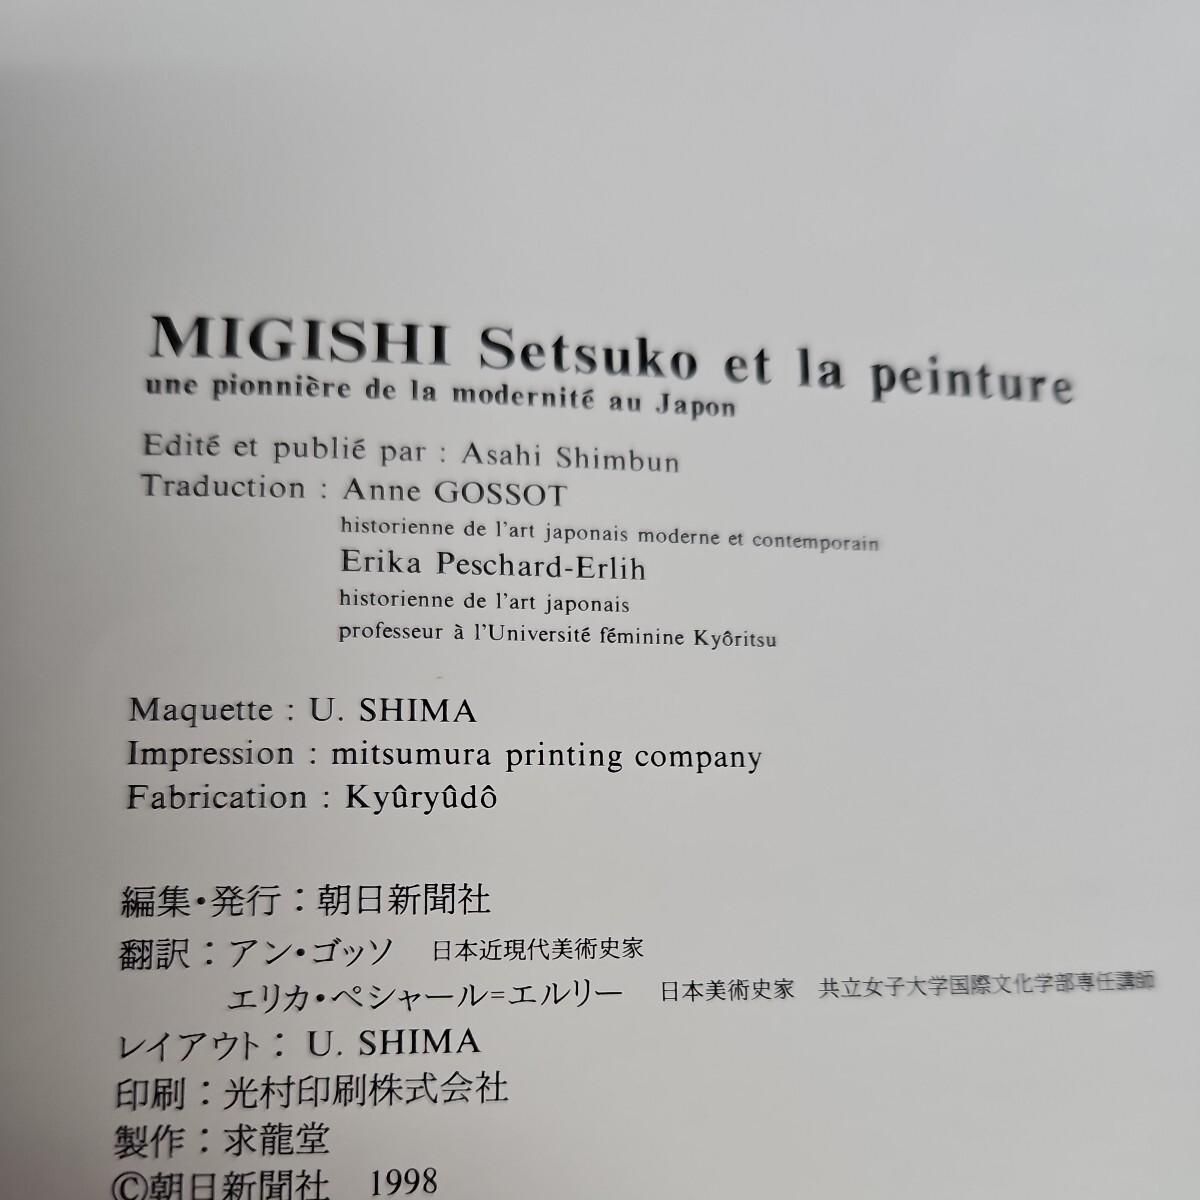 MIGISHI Setsuko et la peinture
une pionnière de la modernité au Japon
Edité et publié par : Asahi Shimbun
Traduction : Anne GOSSOT
historienne de l'art japonais moderne et contemporain
Erika Peschard-Erlih
historienne de l'art japonais
professeur à l'Université féminine Kyôritsu
Maquette : U. SHIMA
Impression : mitsumura printing company
Fabrication : Kyûryûdô
編集・発行：朝日新聞社
翻訳：アン・ゴッソ 日本近現代美術史家
エリカ・ペシャール=エルリー 日本美術史家 共立女子大学国際文化学部専任講師
レイアウト： U. SHIMA
印刷：光村印刷株式会社
製作：求龍堂
©朝日新聞社 1998